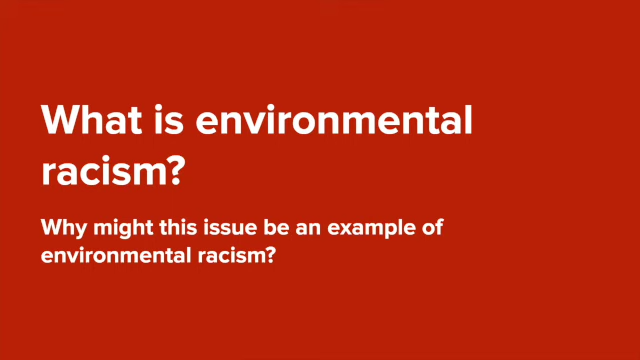 What is environmental
racism?
Why might this issue be an example of
environmental racism?